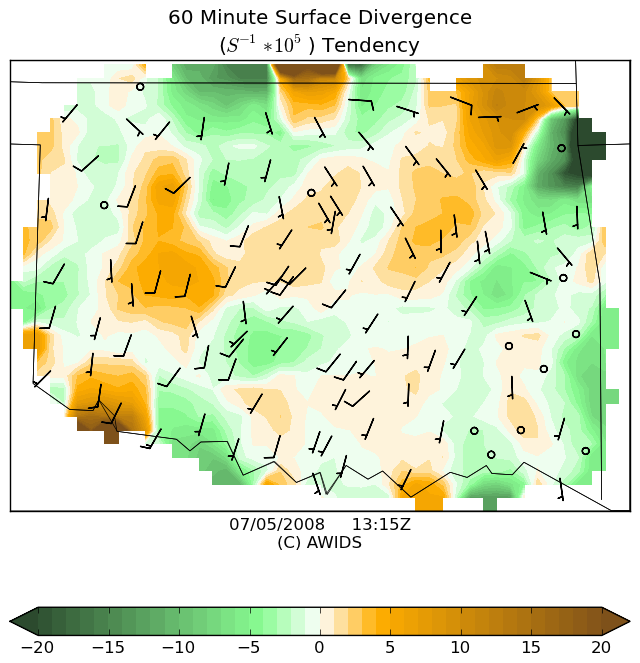 60 Minute Surface Divergence
(S⁻¹ * 10⁵ ) Tendency
07/05/2008 13:15Z
(C) AWIDS
−20 −15 −10 −5 0 5 10 15 20